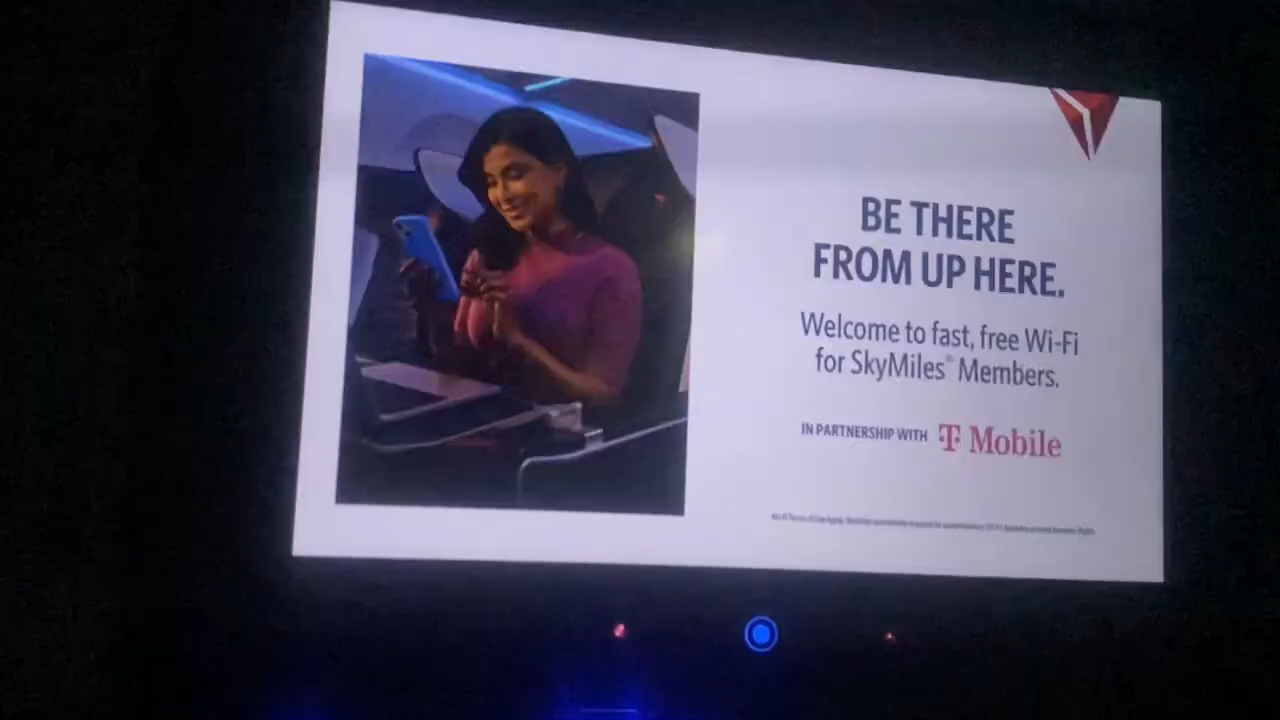 BE THERE
FROM UP HERE.
Welcome to fast, free Wi-Fi
for SkyMiles® Members.
IN PARTNERSHIP WITH T Mobile